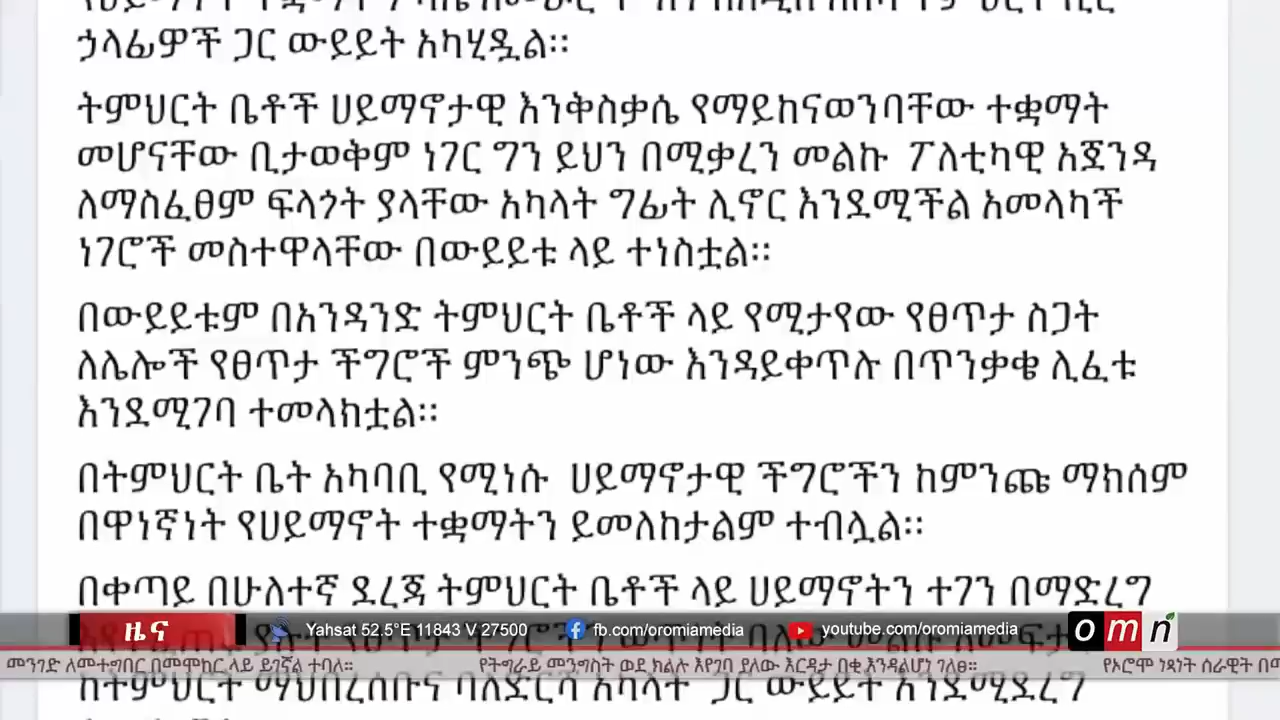 ኃላፊዎች ጋር ውይይት አካሂዷል፡፡
ትምህርት ቤቶች ሀይማኖታዊ እንቅስቃሴ የማይከናወንባቸው ተቋማት
መሆናቸው ቢታወቅም ነገር ግን ይህን በሚቃረን መልኩ ፖለቲካዊ አጀንዳ
ለማስፈፀም ፍላጎት ያላቸው አካላት ግፊት ሊኖር እንደሚችል አመላካች
ነገሮች መስተዋላቸው በውይይቱ ላይ ተነስቷል፡፡
በውይይቱም በአንዳንድ ትምህርት ቤቶች ላይ የሚታየው የፀጥታ ስጋት
ለሌሎች የፀጥታ ችግሮች ምንጭ ሆነው እንዳይቀጥሉ በጥንቃቄ ሊፈቱ
እንደሚገባ ተመላክቷል፡፡
በትምህርት ቤት አካባቢ የሚነሱ ሀይማኖታዊ ችግሮችን ከምንጩ ማክሰም
በዋነኛነት የሀይማኖት ተቋማትን ይመለከታልም ተብሏል፡፡
በቀጣይ በሁለተኛ ደረጃ ትምህርት ቤቶች ላይ ሀይማኖትን ተገን በማድረግ
ዜና
Yahsat 52.5°E 11843 V 27500
fb.com/oromiamedia
youtube.com/oromiamedia
omn
መንገድ ለመተግበር በመሞከር ላይ ይገኛል ተባለ። የትግራይ መንግስት ወደ ክልሉ እየገባ ያለው እርዳታ በቂ እንዳልሆነ ገለፀ። የኦሮሞ ነጻነት ሰራዊት
ከትምህርት ማህበረሰቡና ባለድርሻ አካላት ጋር ውይይት እንደሚደረግ